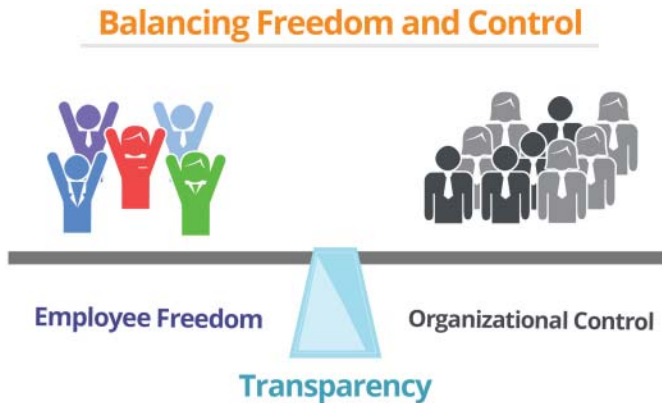 Balancing Freedom and Control
Employee Freedom
Organizational Control
Transparency